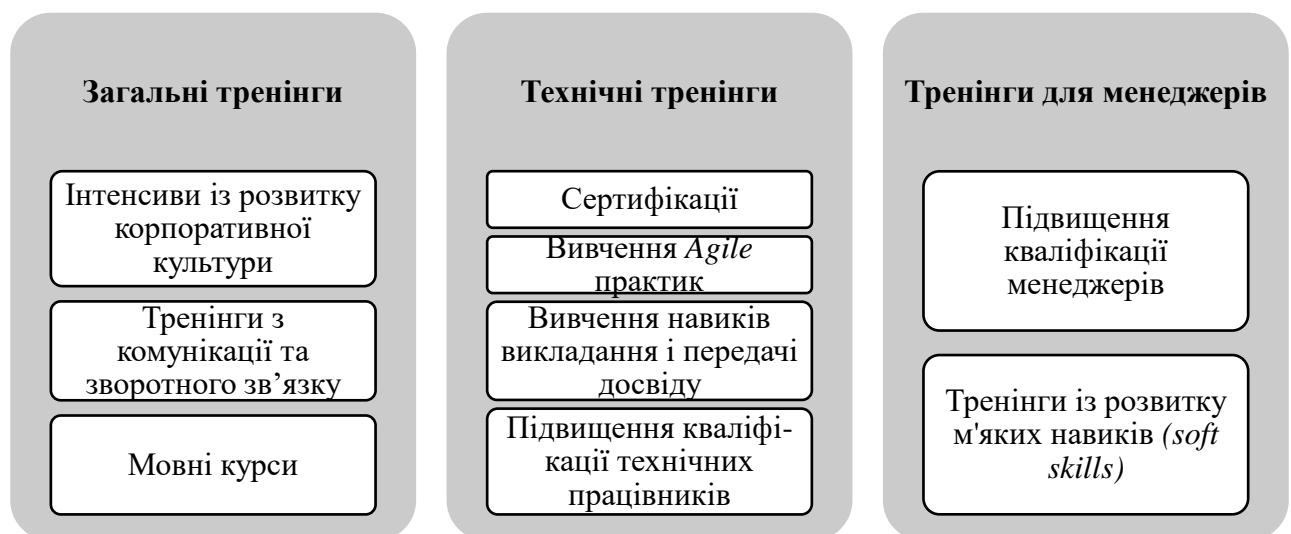 Загальні тренінги
Інтенсиви із розвитку
корпоративної
культури
Тренінги з
комунікації та
зворотного зв’язку
Мовні курси
Технічні тренінги
Сертифікації
Вивчення Agile
практик
Вивчення навиків
викладання і передачі
досвіду
Підвищення кваліфі-
кації технічних
працівників
Тренінги для менеджерів
Підвищення
кваліфікації
менеджерів
Тренінги із розвитку
м'яких навиків (soft
skills)